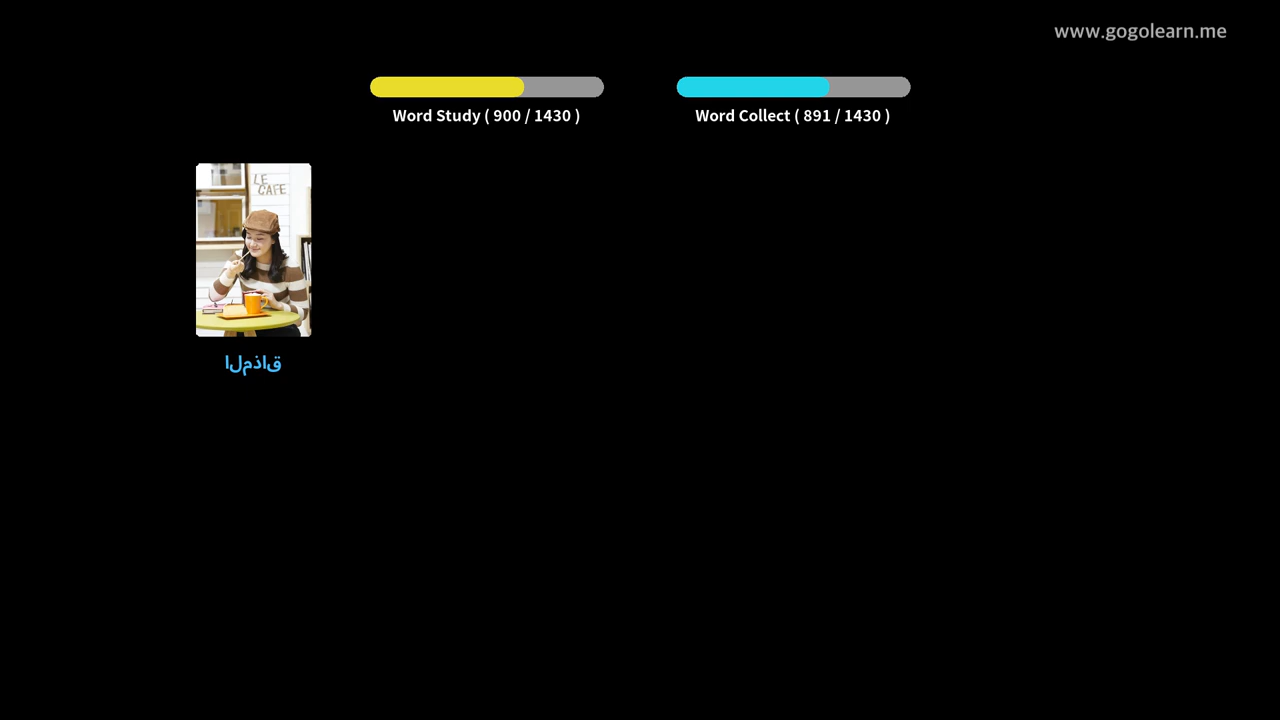 www.gogolearn.me
Word Study ( 900 / 1430 )
Word Collect ( 891 / 1430 )
LE
CAFE
المذاق